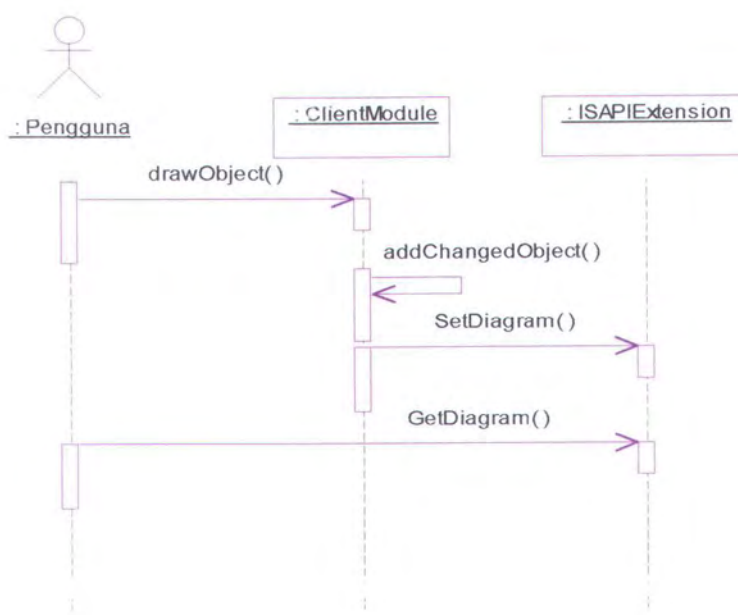 : Pengguna
: ClientModule
: ISAPIExtension
drawObject()
addChangedObject()
SetDiagram()
GetDiagram()